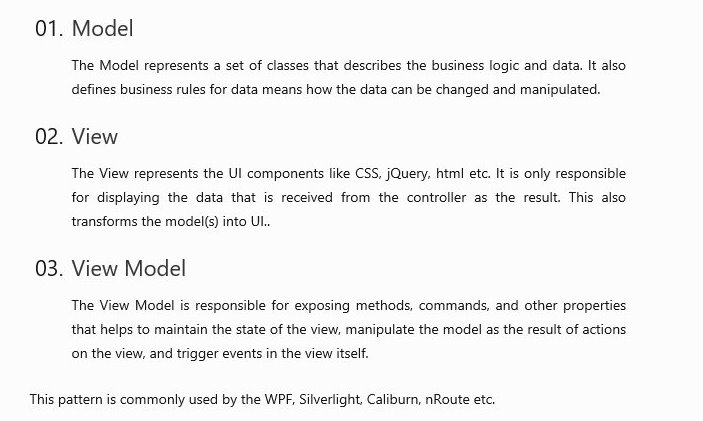 01. Model
The Model represents a set of classes that describes the business logic and data. It also
defines business rules for data means how the data can be changed and manipulated.
02. View
The View represents the UI components like CSS, jQuery, html etc. It is only responsible
for displaying the data that is received from the controller as the result. This also
transforms the model(s) into UI..
03. View Model
The View Model is responsible for exposing methods, commands, and other properties
that helps to maintain the state of the view, manipulate the model as the result of actions
on the view, and trigger events in the view itself.
This pattern is commonly used by the WPF, Silverlight, Caliburn, nRoute etc.